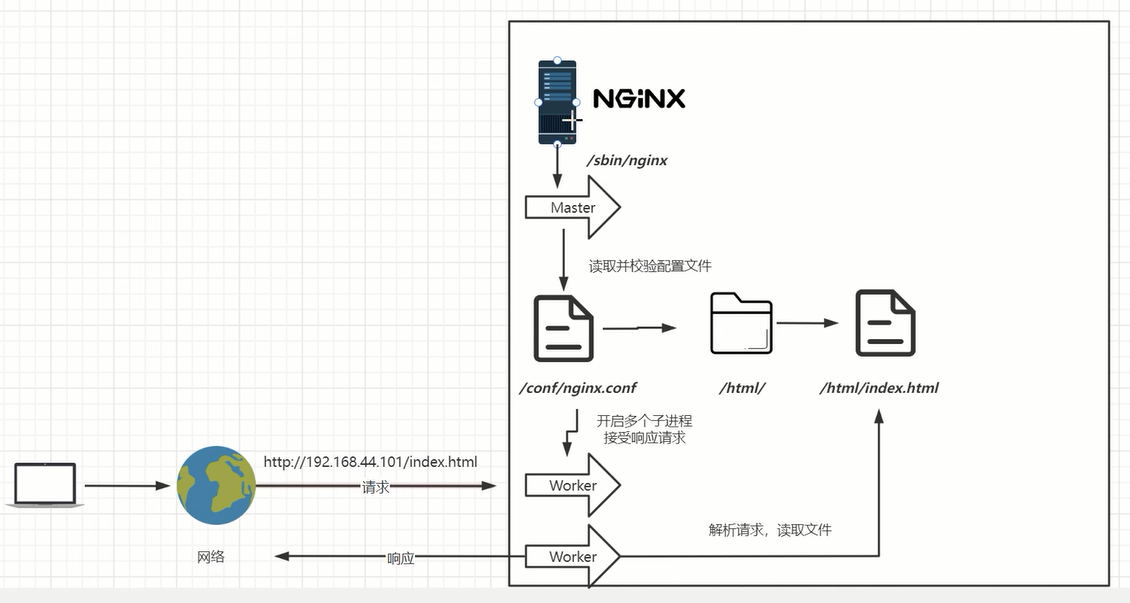 NGiNX
/sbin/nginx
Master
读取并校验配置文件
/conf/nginx.conf
/html/
/html/index.html
开启多个子进程
接受响应请求
http://192.168.44.101/index.html
请求
Worker
解析请求，读取文件
网络
响应
Worker